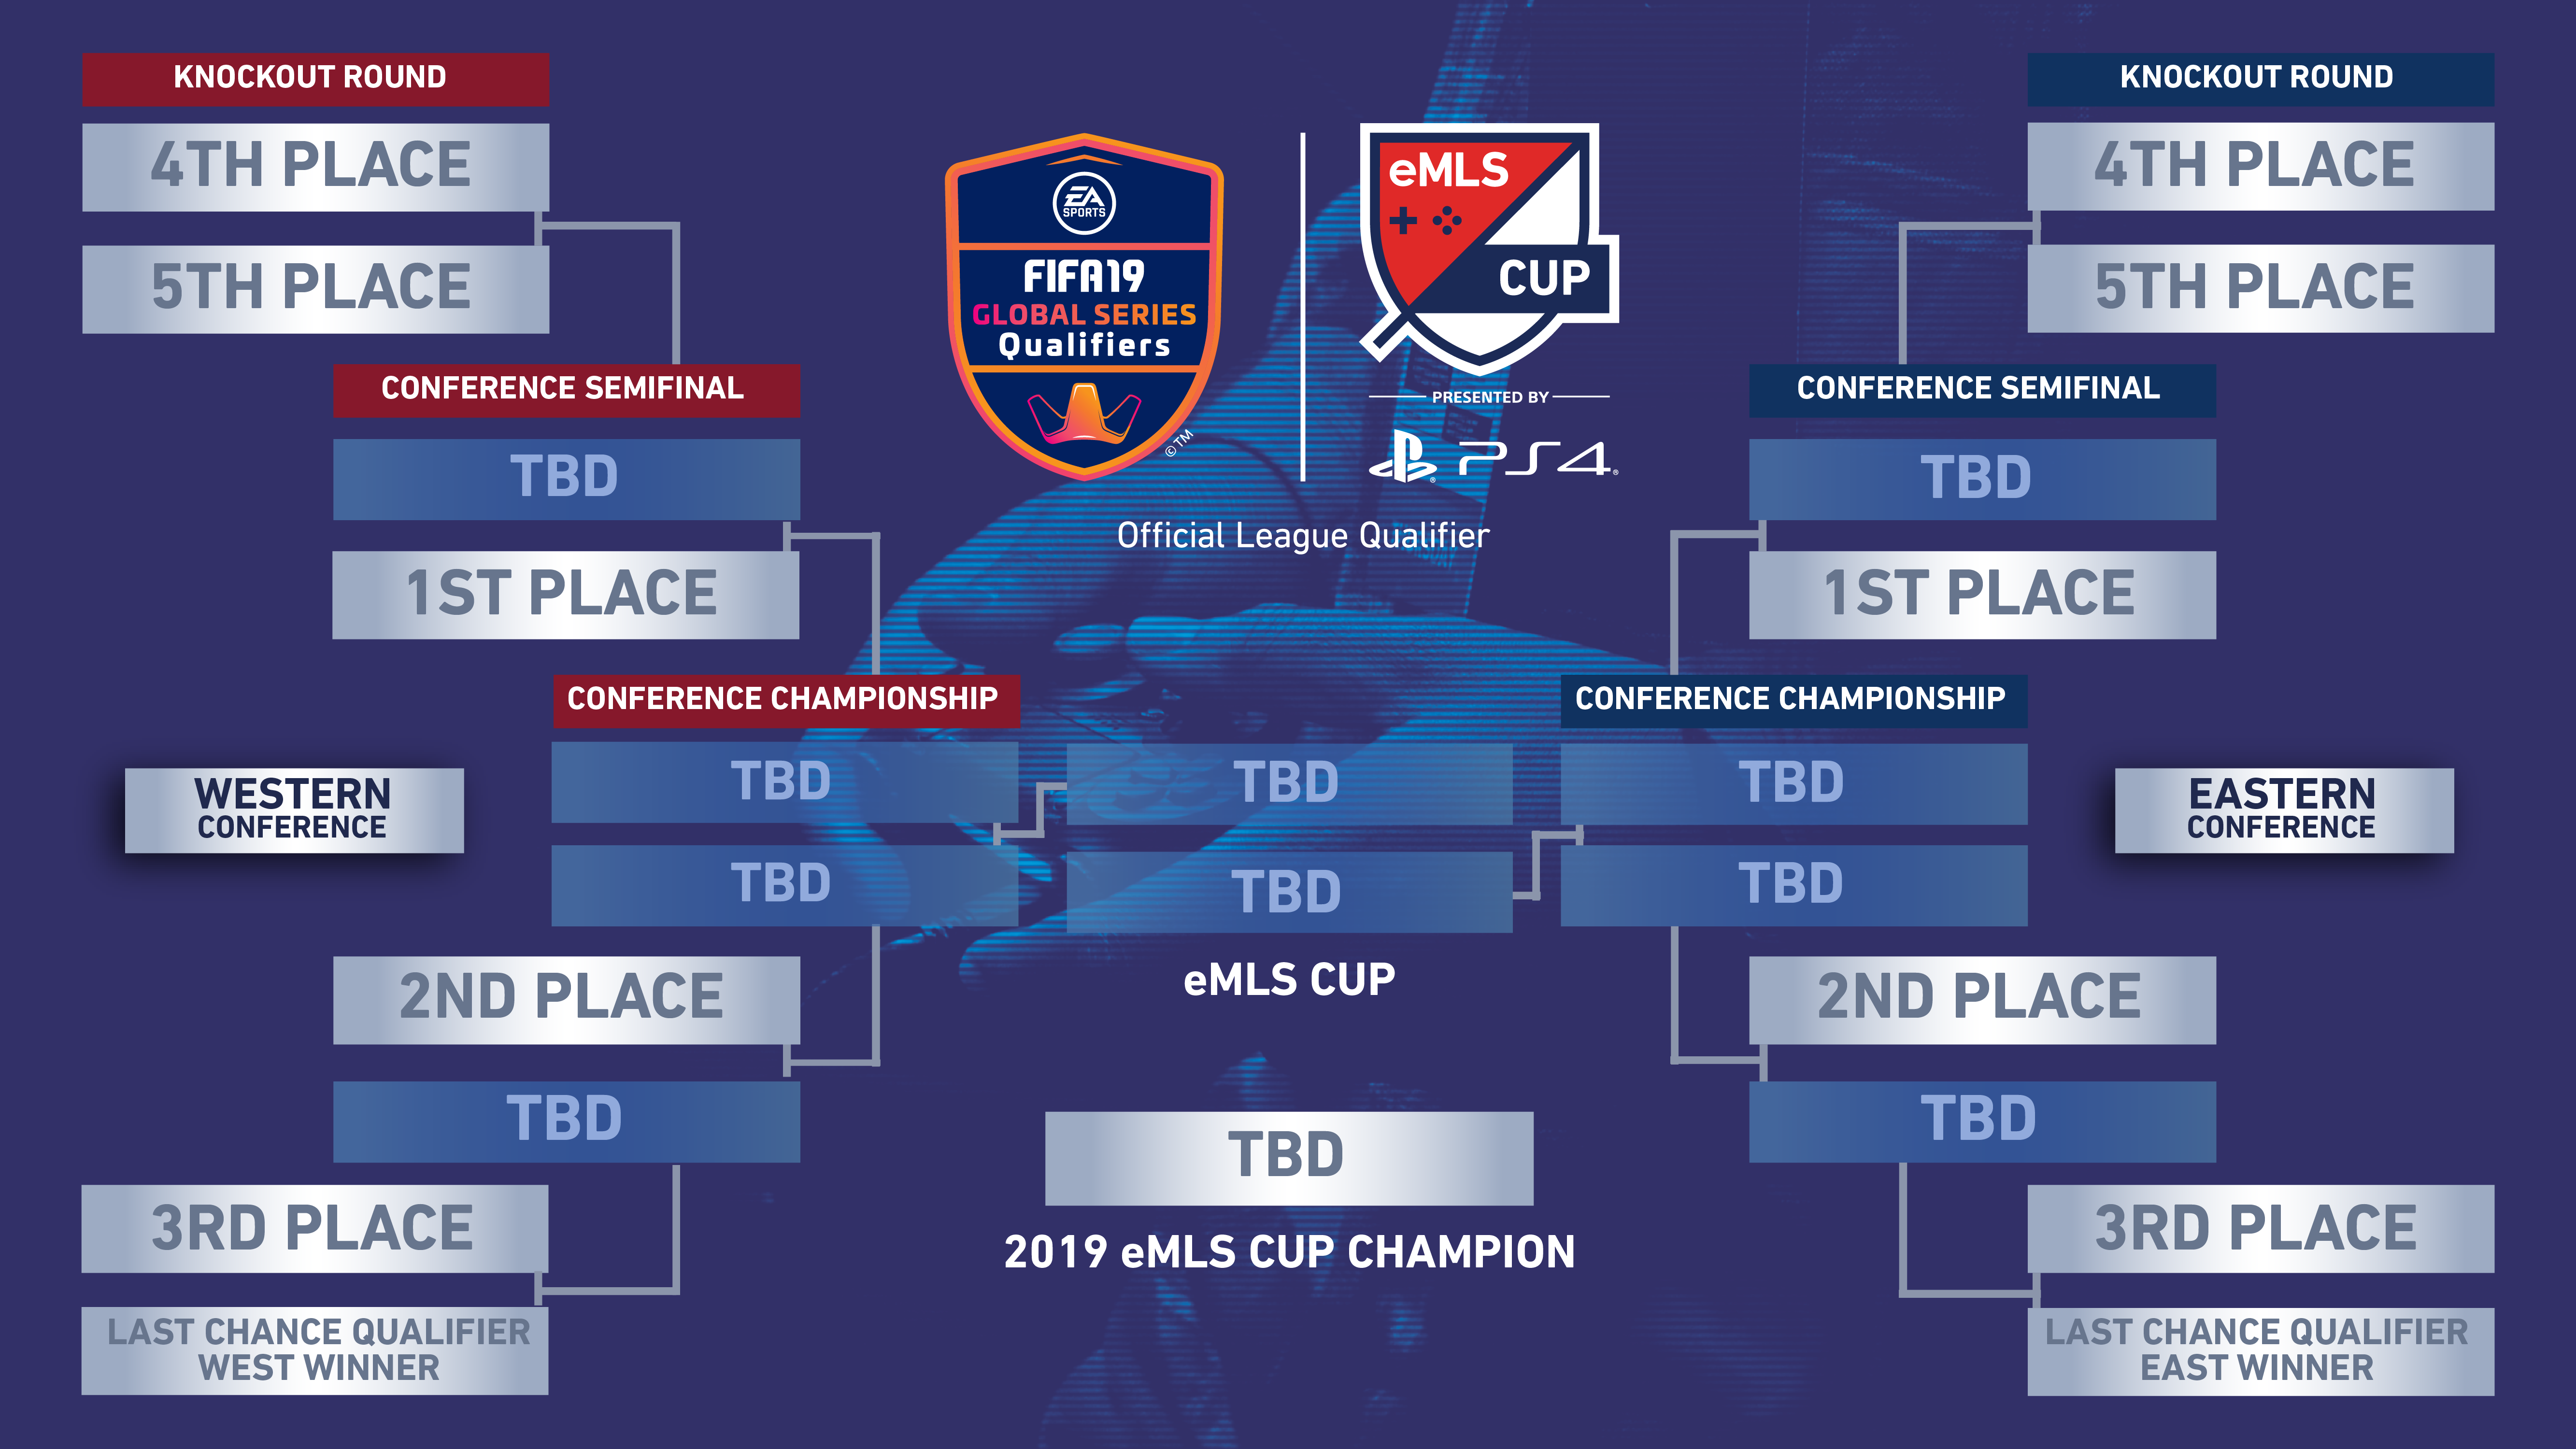 KNOCKOUT ROUND
4TH PLACE
5TH PLACE
CONFERENCE SEMIFINAL
TBD
1ST PLACE
CONFERENCE CHAMPIONSHIP
TBD
TBD
WESTERN
CONFERENCE
2ND PLACE
TBD
3RD PLACE
LAST CHANCE QUALIFIER
WEST WINNER
EA
SPORTS
FIFA19
GLOBAL SERIES
Qualifiers
©™
eMLS
CUP
PRESENTED BY
PS4®
Official League Qualifier
TBD
TBD
eMLS CUP
TBD
2019 eMLS CUP CHAMPION
KNOCKOUT ROUND
4TH PLACE
5TH PLACE
CONFERENCE SEMIFINAL
TBD
1ST PLACE
CONFERENCE CHAMPIONSHIP
TBD
TBD
EASTERN
CONFERENCE
2ND PLACE
TBD
3RD PLACE
LAST CHANCE QUALIFIER
EAST WINNER